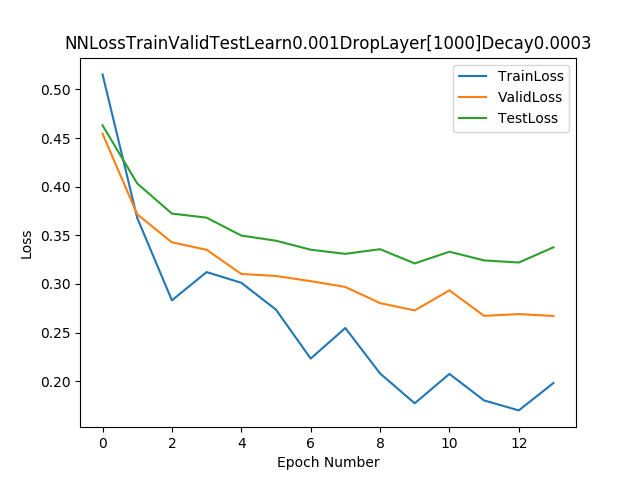 NNLossTrainValidTestLearn0.001DropLayer[1000]Decay0.0003
TrainLoss
ValidLoss
TestLoss
0.50
0.45
0.40
0.35
0.30
0.25
0.20
Loss
0 2 4 6 8 10 12
Epoch Number